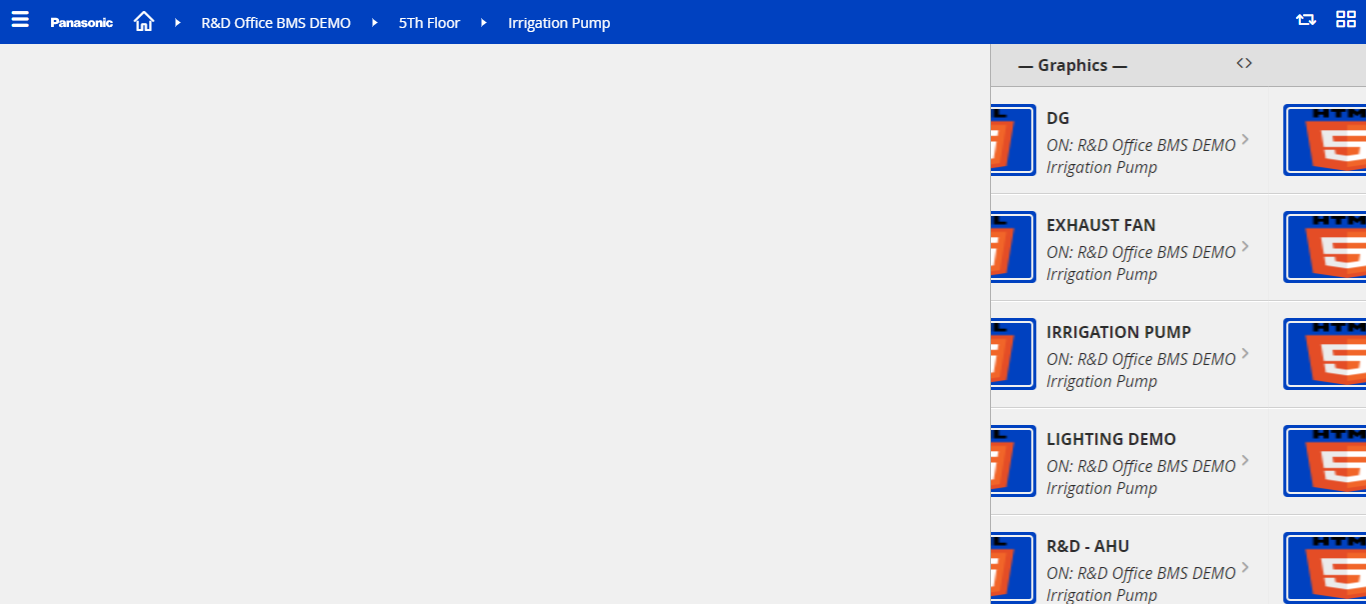 Panasonic R&D Office BMS DEMO 5Th Floor Irrigation Pump
— Graphics —
DG
ON: R&D Office BMS DEMO
Irrigation Pump
EXHAUST FAN
ON: R&D Office BMS DEMO
Irrigation Pump
IRRIGATION PUMP
ON: R&D Office BMS DEMO
Irrigation Pump
LIGHTING DEMO
ON: R&D Office BMS DEMO
Irrigation Pump
R&D - AHU
ON: R&D Office BMS DEMO
Irrigation Pump